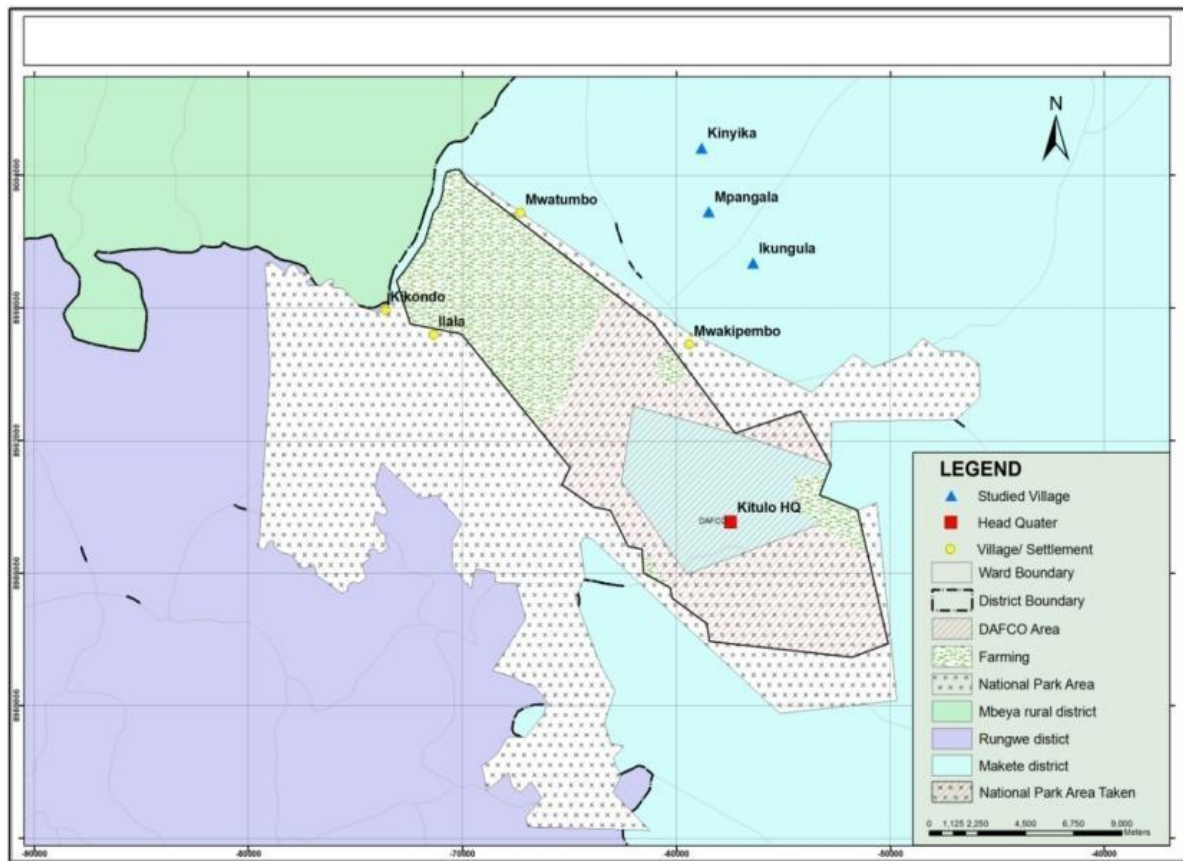 N
Kinyika
Mwatumbo
Mpangala
Ikungula
Kikondo
Ilala
Mwakipembo
Kitulo HQ
DAFCO
LEGEND
Studied Village
Head Quater
Village/ Settlement
Ward Boundary
District Boundary
DAFCO Area
Farming
National Park Area
Mbeya rural district
Rungwe distict
Makete district
National Park Area Taken
0 1,125 2,250 4,500 6,750 9,000
Meters
-80000 -70000 -60000 -50000 -40000